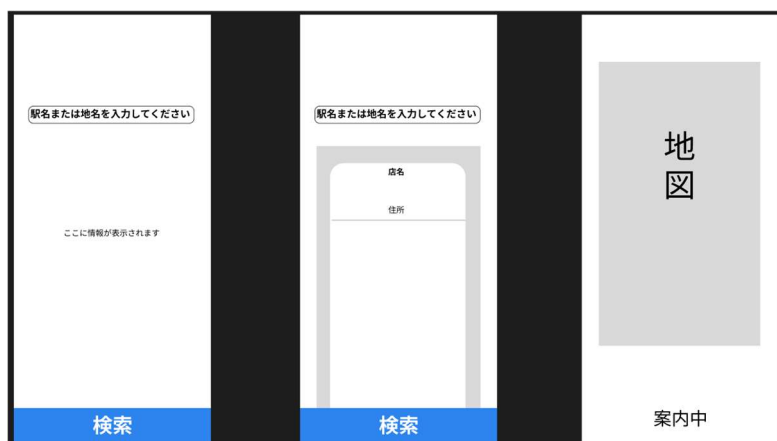 駅名または地名を入力してください
ここに情報が表示されます
検索
駅名または地名を入力してください
店名
住所
検索
地
図
案内中